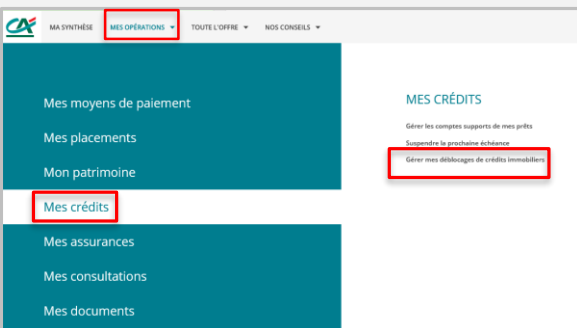 CA
MA SYNTHÈSE MES OPÉRATIONS TOUTE L'OFFRE NOS CONSEILS
Mes moyens de paiement
Mes placements
Mon patrimoine
Mes crédits
Mes assurances
Mes consultations
Mes documents
MES CRÉDITS
Gérer les comptes supports de mes prêts
Suspendre la prochaine échéance
Gérer mes déblocages de crédits immobiliers